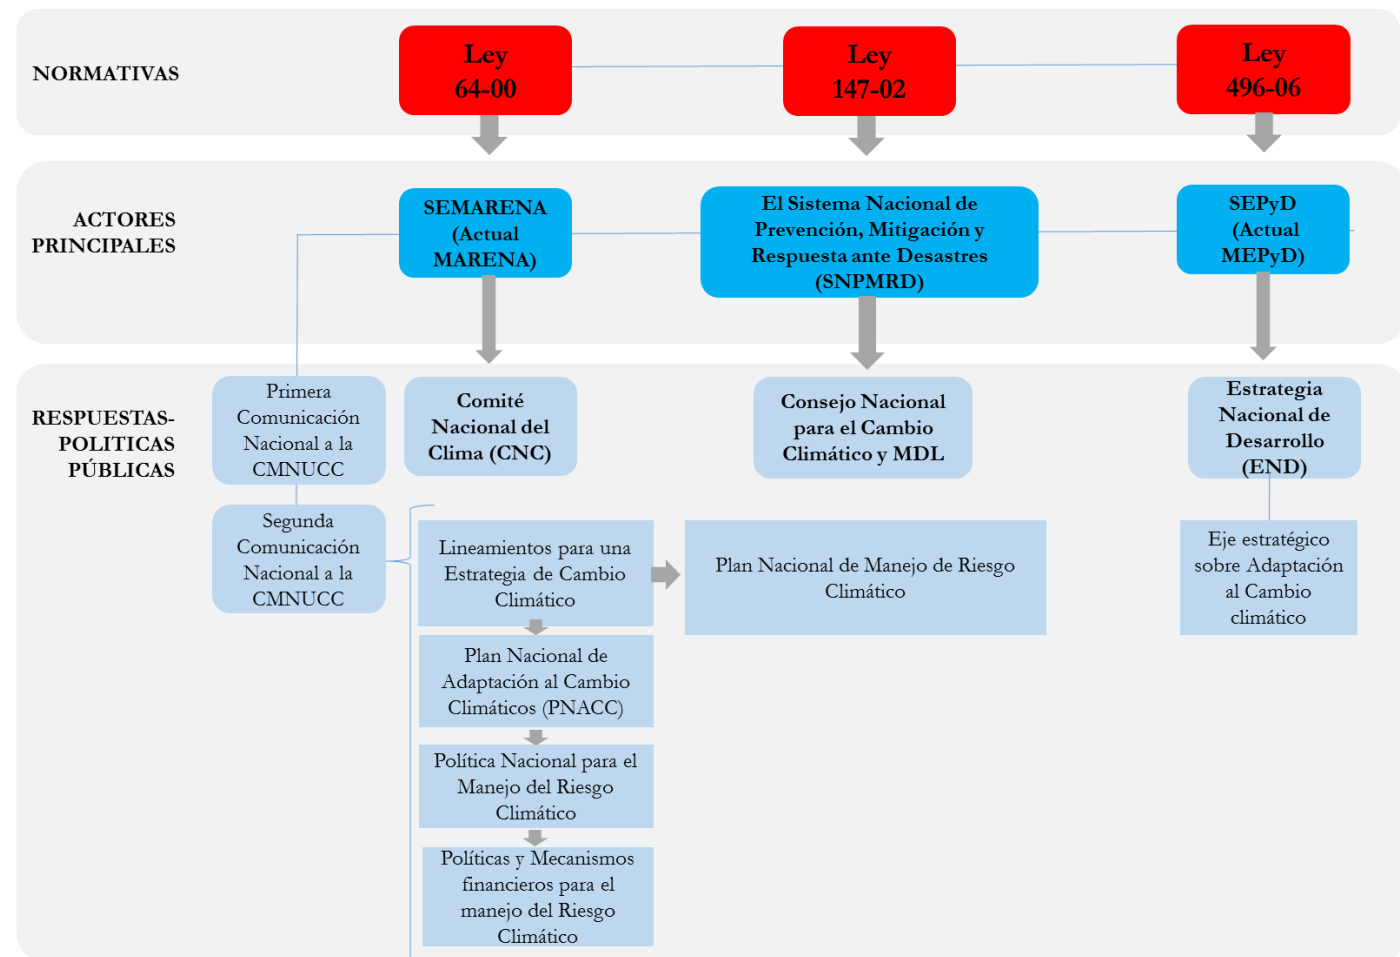 NORMATIVAS
Ley
64-00
Ley
147-02
Ley
496-06
ACTORES
PRINCIPALES
SEMARENA
(Actual
MARENA)
El Sistema Nacional de
Prevención, Mitigación y
Respuesta ante Desastres
(SNPMRD)
SEPyD
(Actual
MEPyD)
RESPUESTAS-
POLITICAS
PÚBLICAS
Primera
Comunicación
Nacional a la
CMNUCC
Comité
Nacional del
Clima (CNC)
Consejo Nacional
para el Cambio
Climático y MDL
Estrategia
Nacional de
Desarrollo
(END)
Segunda
Comunicación
Nacional a la
CMNUCC
Lineamientos para una
Estrategia de Cambio
Climático
Plan Nacional de Manejo de Riesgo
Climático
Eje estratégico
sobre Adaptación
al Cambio
climático
Plan Nacional de
Adaptación al Cambio
Climáticos (PNACC)
Política Nacional para el
Manejo del Riesgo
Climático
Políticas y Mecanismos
financieros para el
manejo del Riesgo
Climático